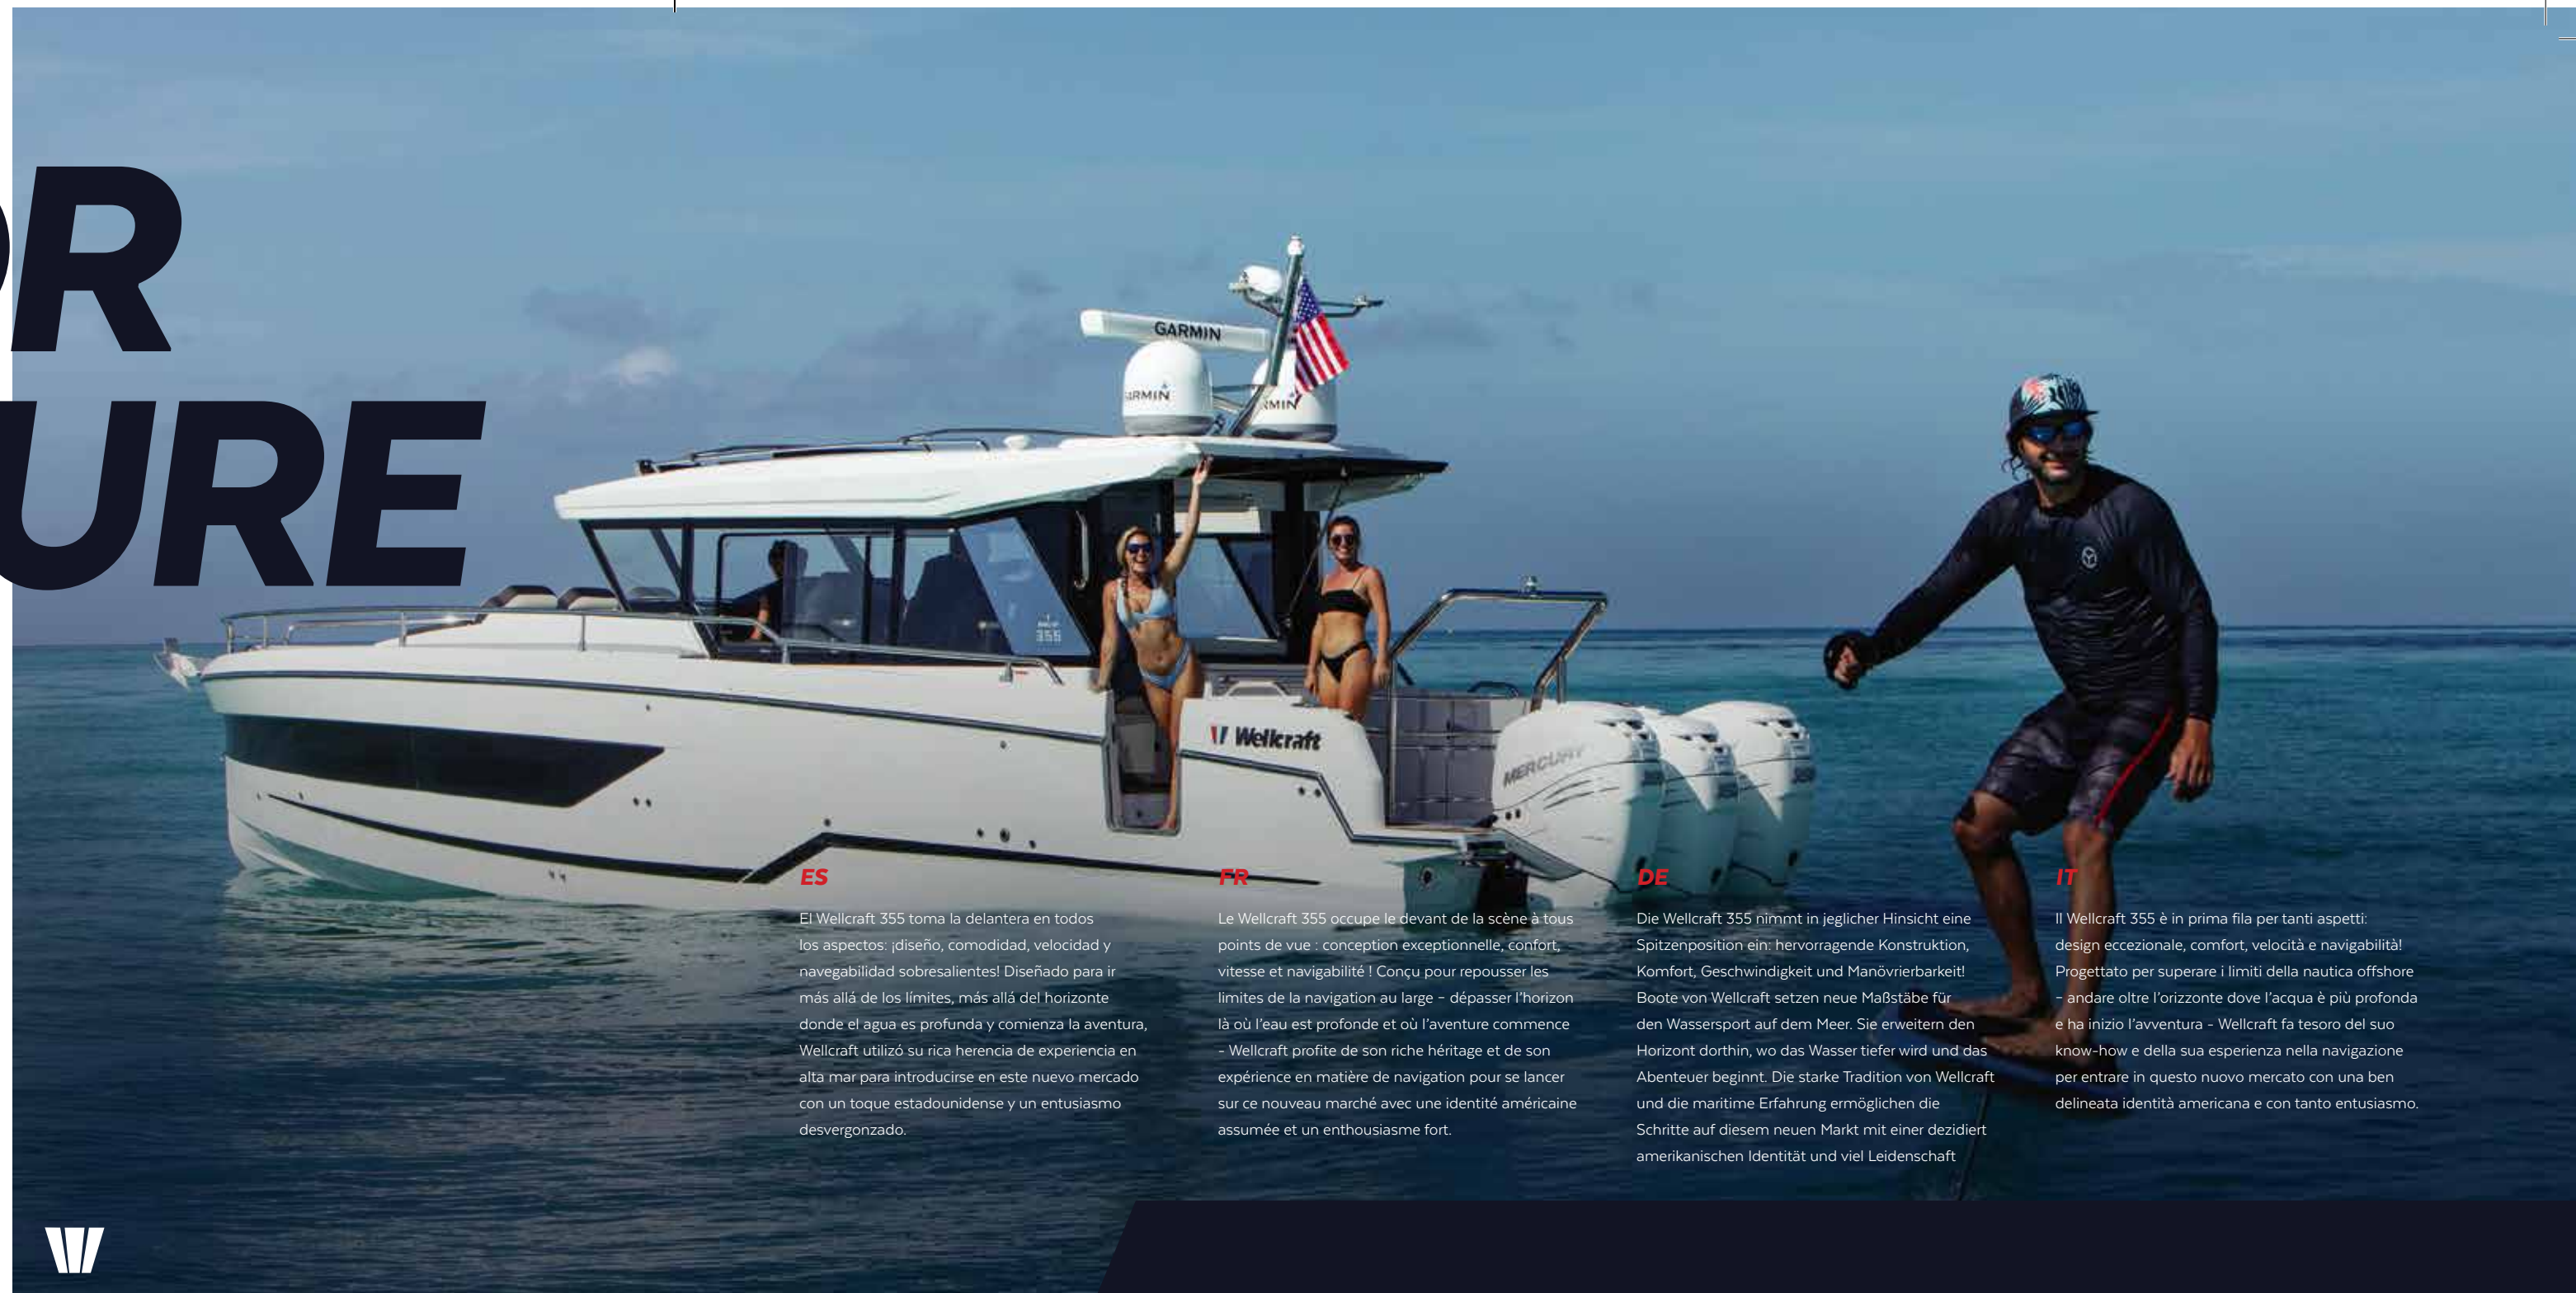 OR
URE
GARMIN
GARMIN
RMIN
355
Wellcraft
MERCURY
ES
El Wellcraft 355 toma la delantera en todos
los aspectos: ¡diseño, comodidad, velocidad y
navegabilidad sobresalientes! Diseñado para ir
más allá de los límites, más allá del horizonte
donde el agua es profunda y comienza la aventura,
Wellcraft utilizó su rica herencia de experiencia en
alta mar para introducirse en este nuevo mercado
con un toque estadounidense y un entusiasmo
desvergonzado.
FR
Le Wellcraft 355 occupe le devant de la scène à tous
points de vue : conception exceptionnelle, confort,
vitesse et navigabilité ! Conçu pour repousser les
limites de la navigation au large – dépasser l'horizon
là où l'eau est profonde et où l'aventure commence
- Wellcraft profite de son riche héritage et de son
expérience en matière de navigation pour se lancer
sur ce nouveau marché avec une identité américaine
assumée et un enthousiasme fort.
DE
Die Wellcraft 355 nimmt in jeglicher Hinsicht eine
Spitzenposition ein: hervorragende Konstruktion,
Komfort, Geschwindigkeit und Manövrierbarkeit!
Boote von Wellcraft setzen neue Maßstäbe für
den Wassersport auf dem Meer. Sie erweitern den
Horizont dorthin, wo das Wasser tiefer wird und das
Abenteuer beginnt. Die starke Tradition von Wellcraft
und die maritime Erfahrung ermöglichen die
Schritte auf diesem neuen Markt mit einer dezidiert
amerikanischen Identität und viel Leidenschaft
IT
Il Wellcraft 355 è in prima fila per tanti aspetti:
design eccezionale, comfort, velocità e navigabilità!
Progettato per superare i limiti della nautica offshore
– andare oltre l'orizzonte dove l'acqua è più profonda
e ha inizio l'avventura - Wellcraft fa tesoro del suo
know-how e della sua esperienza nella navigazione
per entrare in questo nuovo mercato con una ben
delineata identità americana e con tanto entusiasmo.